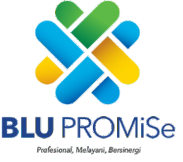 BLU PROMiSe
Profesional, Melayani, Bersinergi